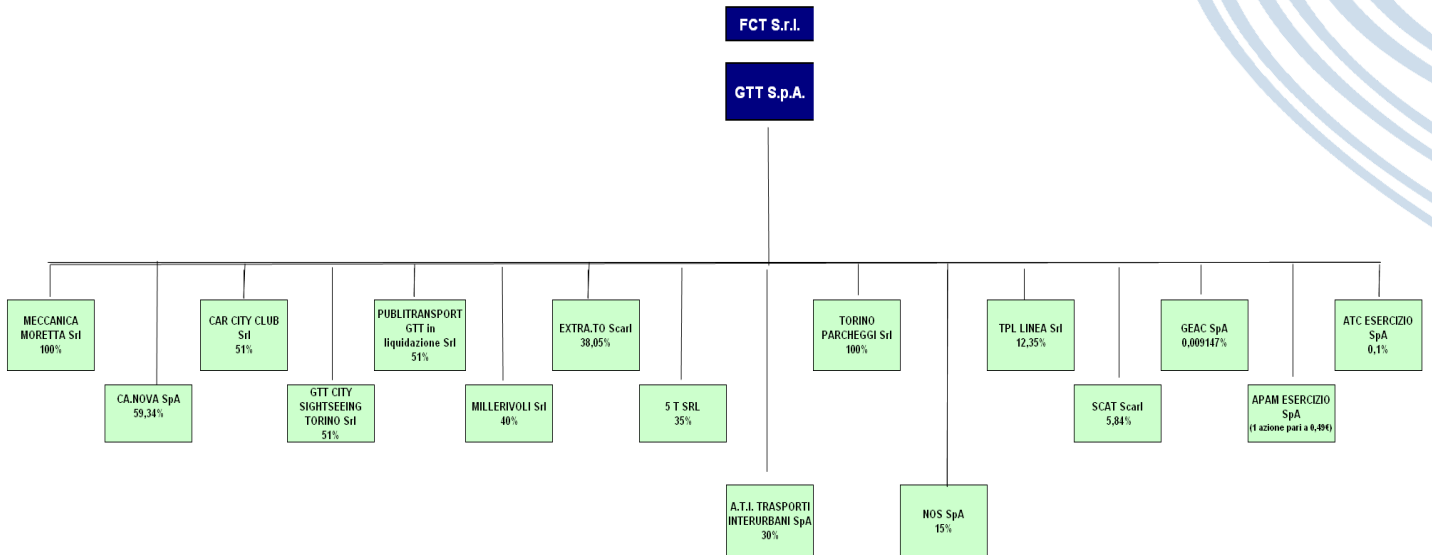 FCT S.r.l.
GTT S.p.A.
MECCANICA
MORETTA Srl
100%
CAR CITY CLUB
Srl
51%
PUBLITRANSPORT
GTT in
liquidazione Srl
51%
EXTRA.TO Scarl
38,05%
TORINO
PARCHEGGI Srl
100%
TPL LINEA Srl
12,35%
GEAC SpA
0,009147%
ATC ESERCIZIO
SpA
0,1%
CA.NOVA SpA
59,34%
GTT CITY
SIGHTSEEING
TORINO Srl
51%
MILLERIVOLI Srl
40%
5 T SRL
35%
SCAT Scarl
5,84%
APAM ESERCIZIO
SpA
(1 azione pari a 0,49€)
A.T.I. TRASPORTI
INTERURBANI SpA
30%
NOS SpA
15%